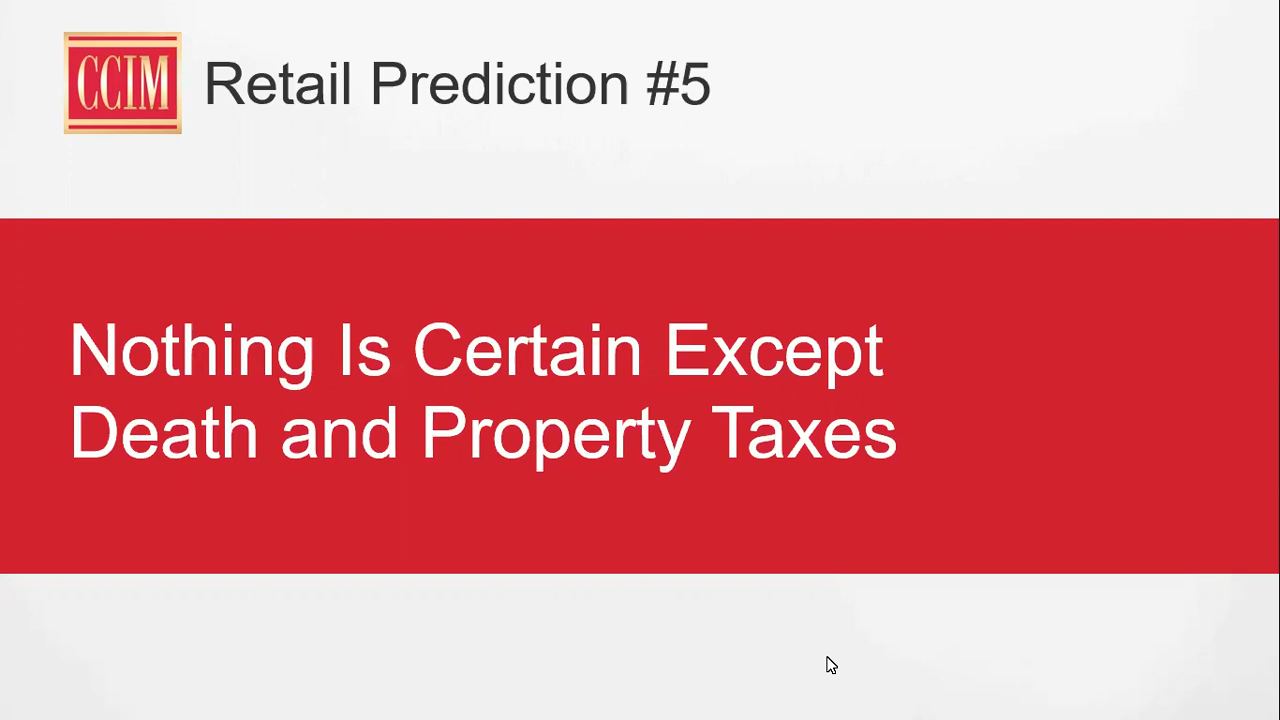 CCIM
Retail Prediction #5
Nothing Is Certain Except
Death and Property Taxes